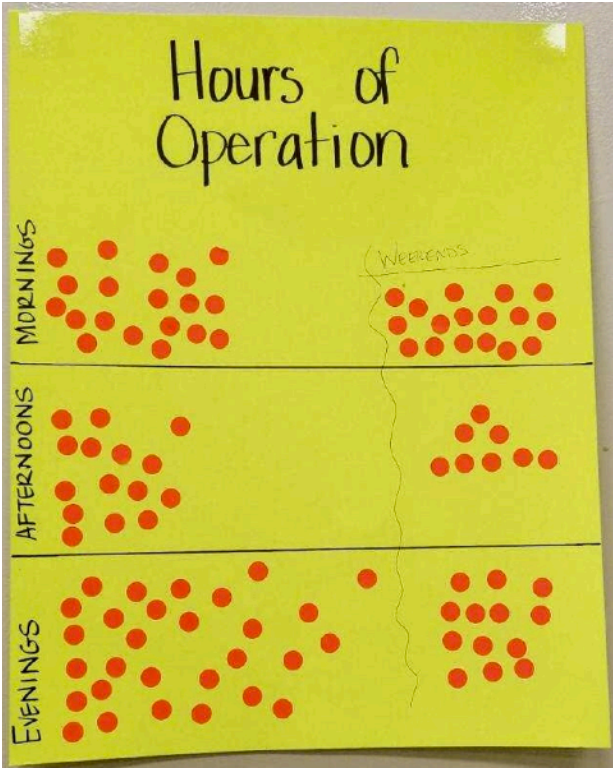 Hours of
Operation
WEEKENDS
MORNINGS
AFTERNOONS
EVENINGS